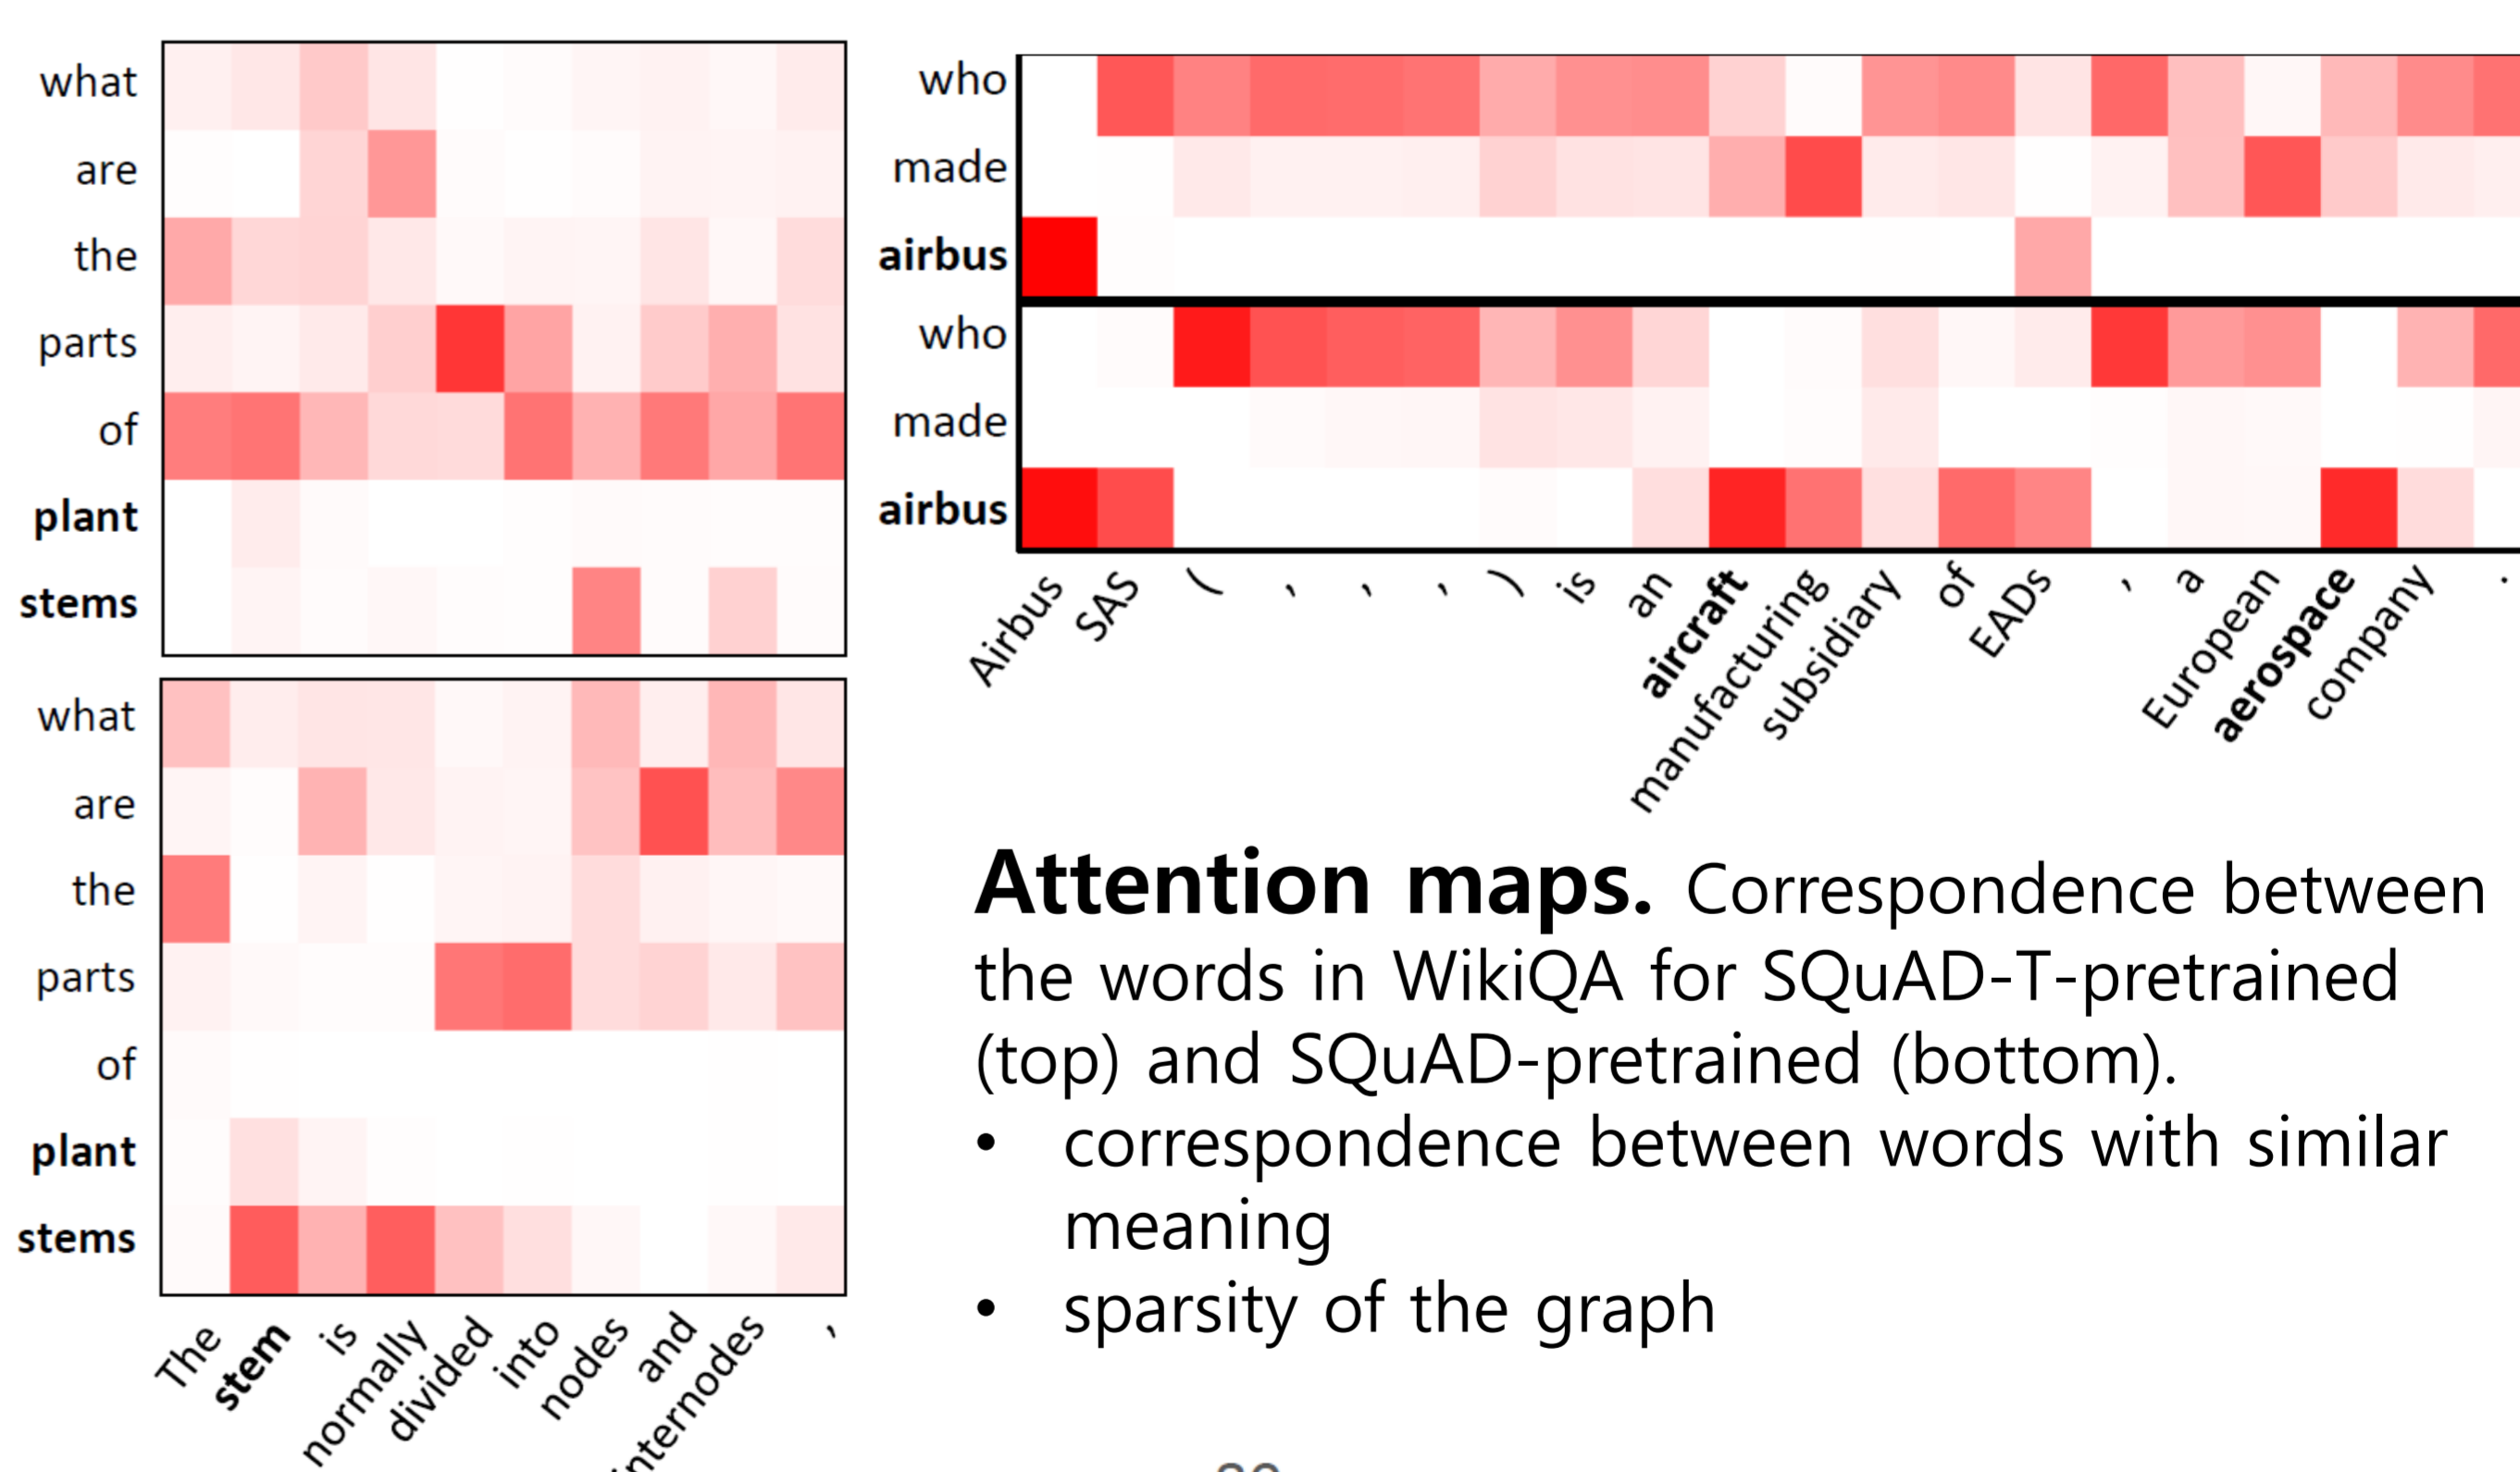 what
are
the
parts
of
plant
stems
what
are
the
parts
of
plant
stems
The stem is normally divided into nodes and internodes ,
who
made
airbus
who
made
airbus
Airbus SAS ( , , , ) is an aircraft manufacturing subsidiary of EADs , a European aerospace company .
Attention maps. Correspondence between
the words in WikiQA for SQuAD-T-pretrained
(top) and SQuAD-pretrained (bottom).
• correspondence between words with similar
meaning
• sparsity of the graph